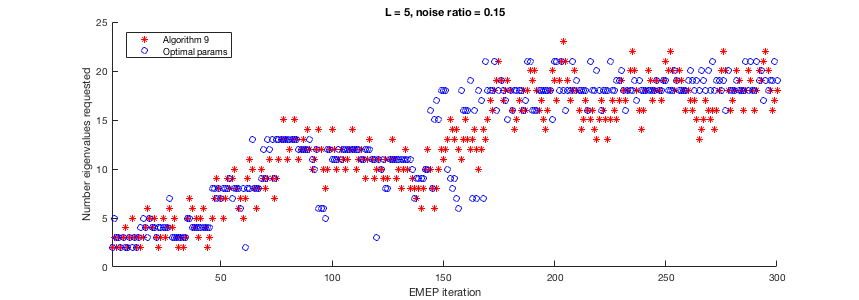 L = 5, noise ratio = 0.15
25
20
15
10
5
0
Number eigenvalues requested
Algorithm 9
Optimal params
50
100
150
200
250
300
EMEP iteration